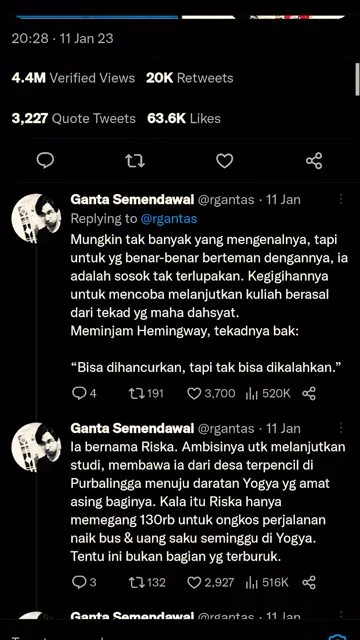 20:28 · 11 Jan 23
4.4M Verified Views 20K Retweets
3,227 Quote Tweets 63.6K Likes
Ganta Semendawai @rgantas · 11 Jan
Replying to @rgantas
Mungkin tak banyak yang mengenalnya, tapi
untuk yg benar-benar berteman dengannya, ia
adalah sosok tak terlupakan. Kegigihannya
untuk mencoba melanjutkan kuliah berasal
dari tekad yg maha dahsyat.
Meminjam Hemingway, tekadnya bak:
“Bisa dihancurkan, tapi tak bisa dikalahkan.”
4 191 3,700 520K
Ganta Semendawai @rgantas · 11 Jan
Ia bernama Riska. Ambisinya utk melanjutkan
studi, membawa ia dari desa terpencil di
Purbalingga menuju daratan Yogya yg amat
asing baginya. Kala itu Riska hanya
memegang 130rb untuk ongkos perjalanan
naik bus & uang saku seminggu di Yogya.
Tentu ini bukan bagian yg terburuk.
3 132 2,927 516K
Ganta Semendawai @rgantas · 11 Jan